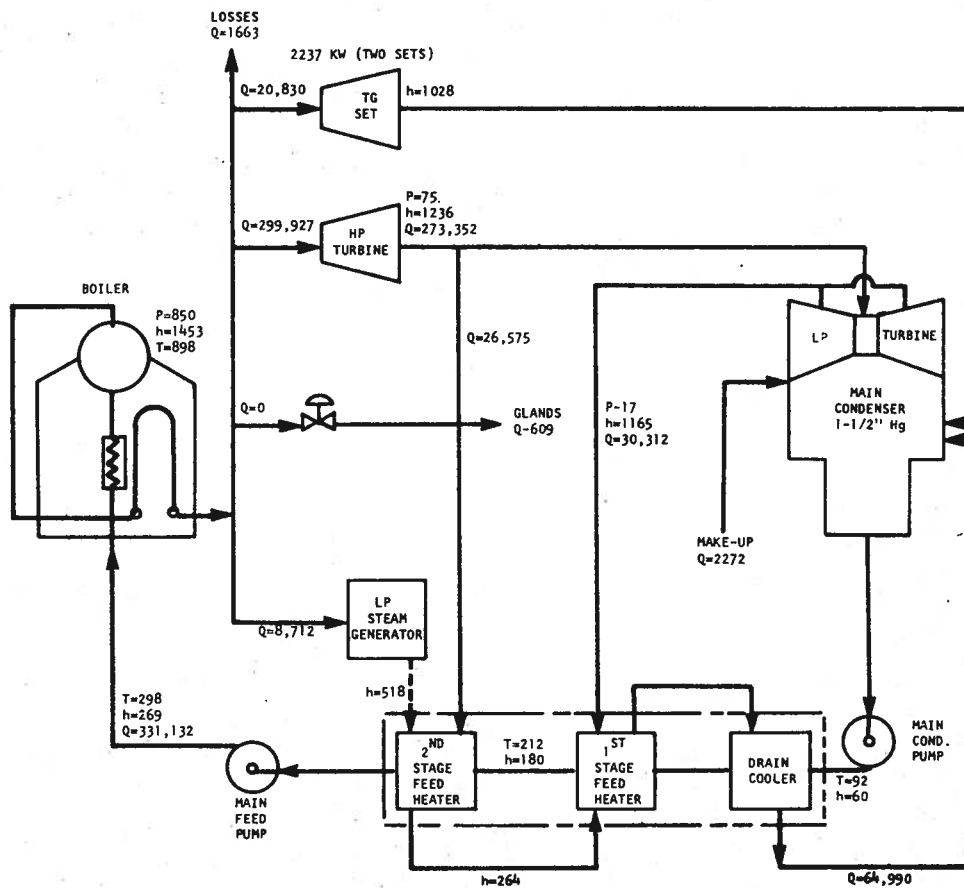 LOSSES
Q=1663
2237 KW (TWO SETS)
Q=20,830
h=1028
TG
SET
P=75.
h=1236
Q=273,352
Q=299,927
HP
TURBINE
BOILER
P=850
h=1453
T=898
Q=26,575
LP
TURBINE
MAIN
CONDENSER
1-1/2" Hg
Q=0
GLANDS
Q-609
P-17
h=1165
Q=30,312
MAKE-UP
Q=2272
LP
STEAM
GENERATOR
Q=8,712
h=518
T=298
h=269
Q=331,132
MAIN
FEED
PUMP
2ND
STAGE
FEED
HEATER
T=212
h=180
1ST
STAGE
FEED
HEATER
DRAIN
COOLER
MAIN
COND.
PUMP
T=92
h=60
h=264
Q=64,990